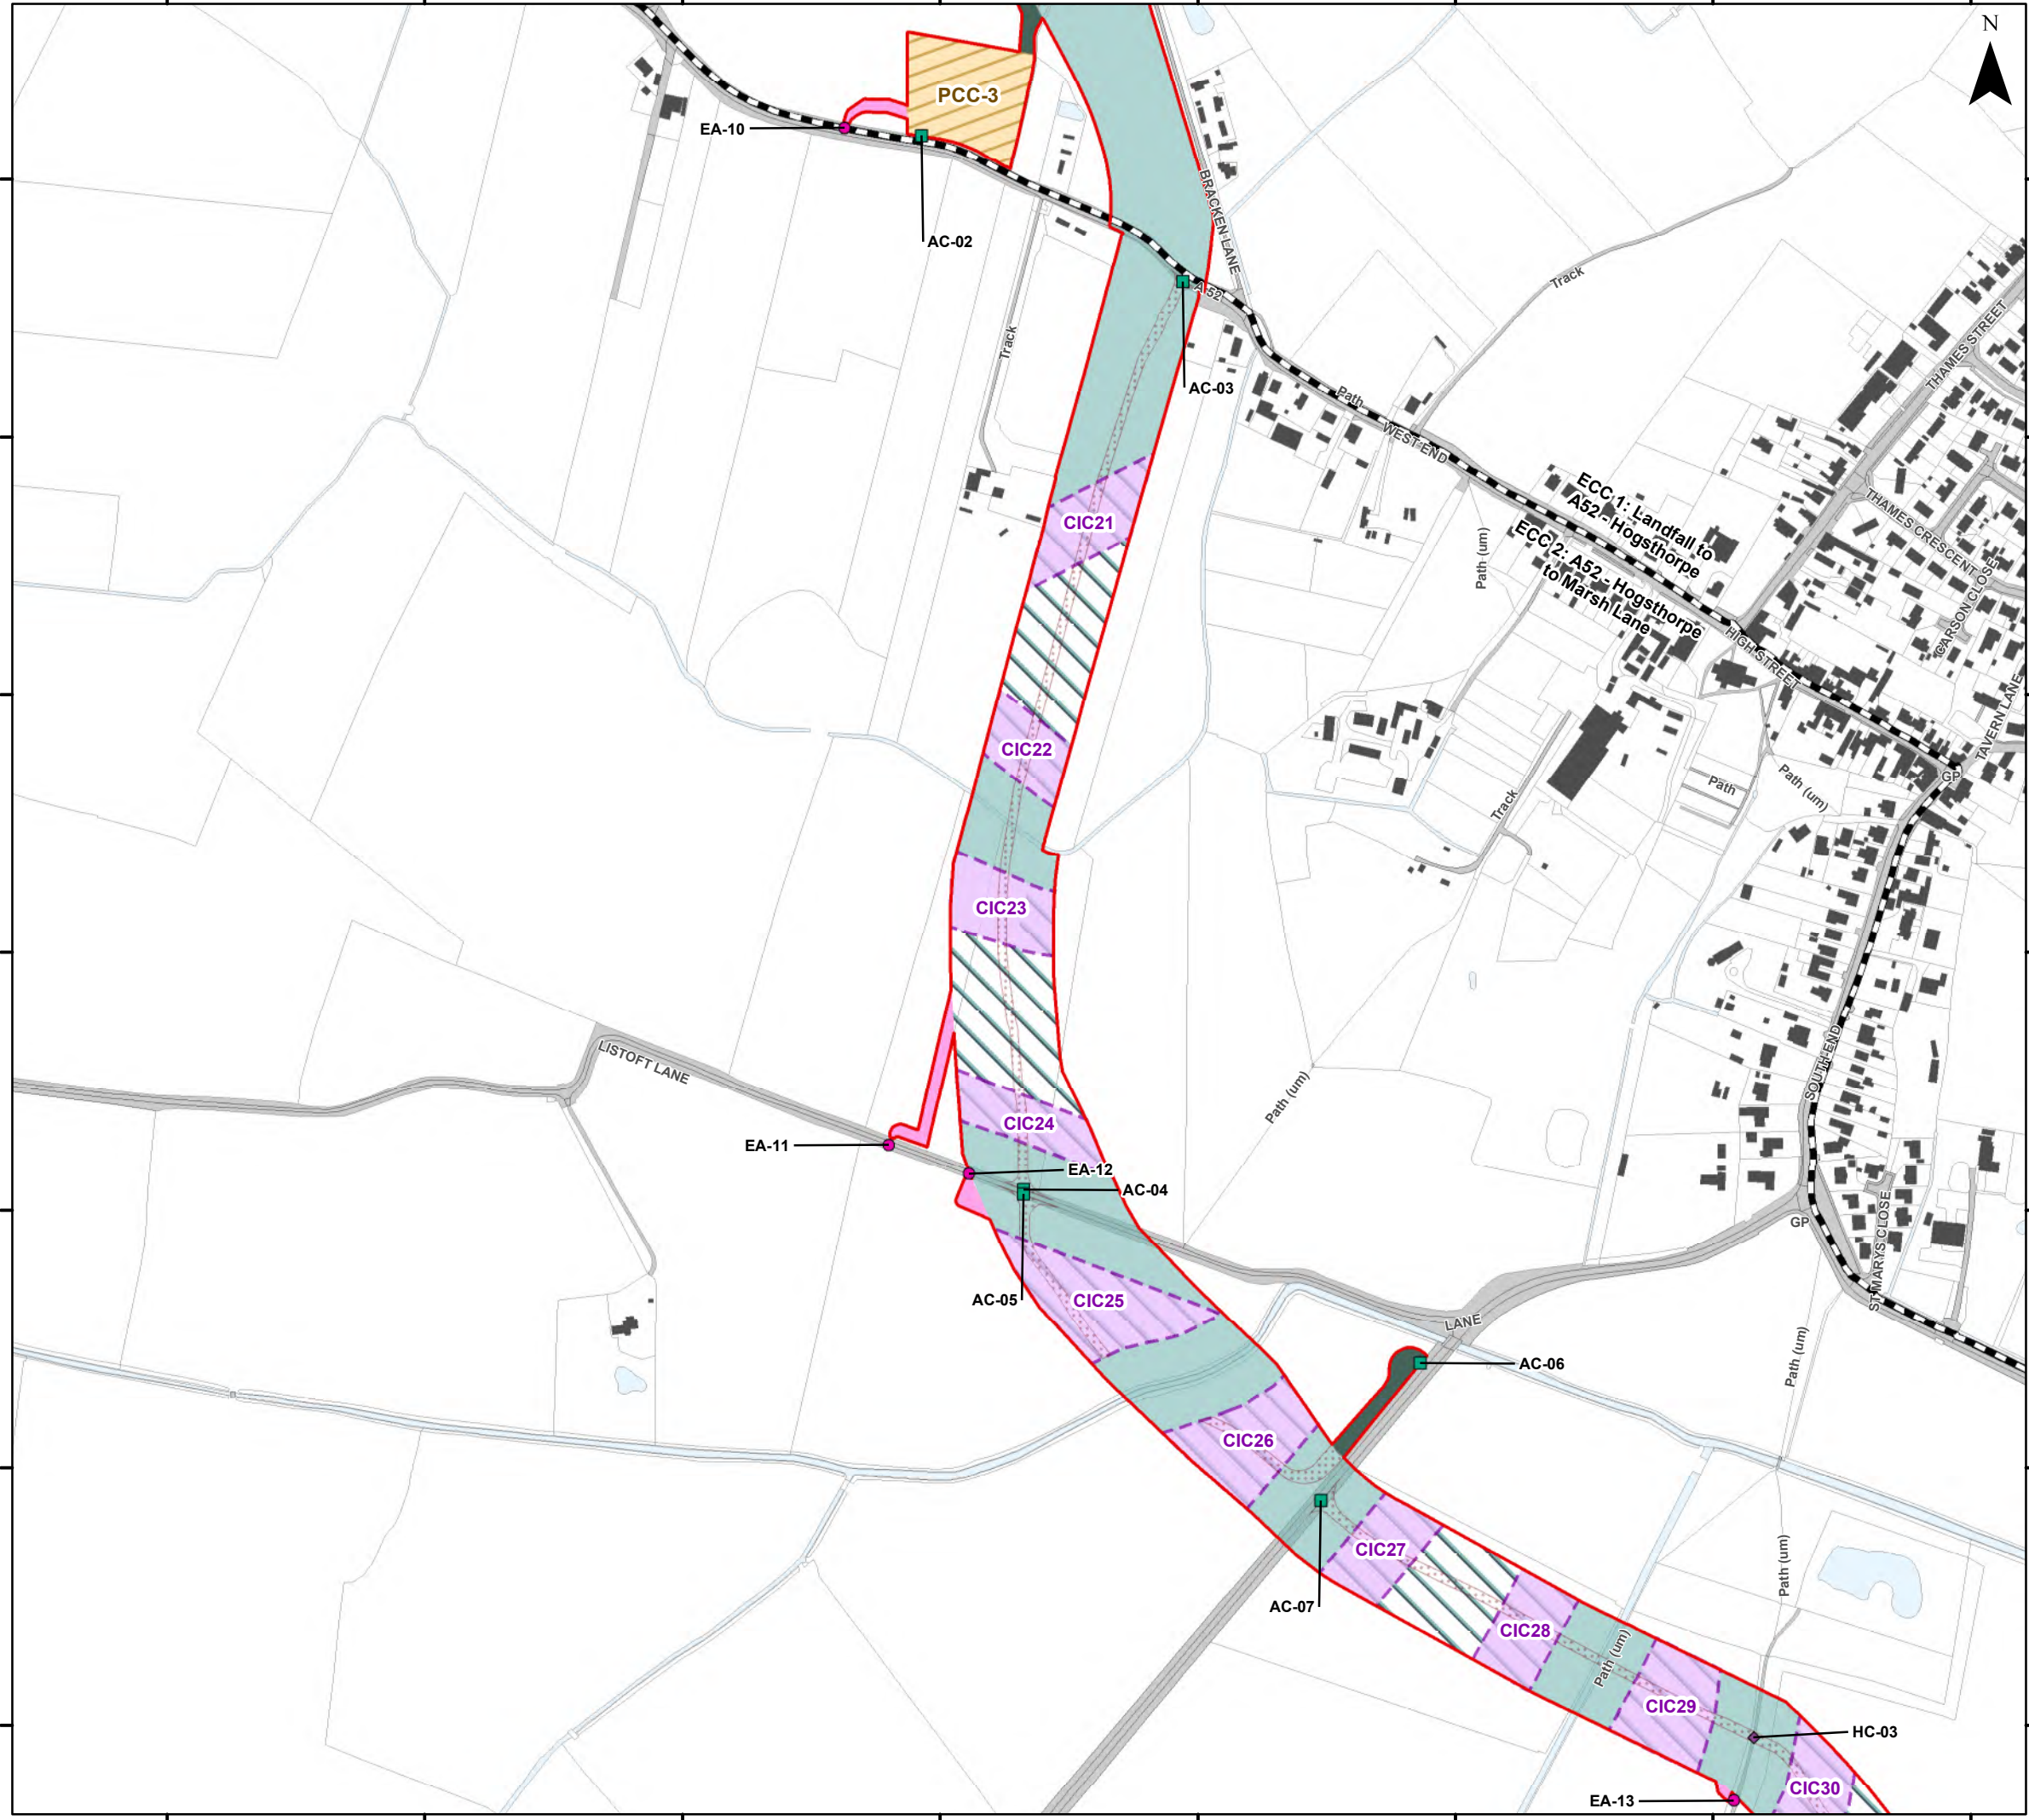 N
PCC-3
EA-10
AC-02
BRACKEN LANE
A 52
AC-03
Track
Track
THAMES STREET
THAMES STREET
Path
WEST END
ECC 1: Landfall to
A52 - Hogsthorpe
ECC 2: A52 - Hogsthorpe
to Marsh Lane
THAMES CRESCENT
CARSON CLOSE
CIC21
Path (um)
HIGH STREET
TAVERN LANE
GP
CIC22
Path
Path (um)
Track
CIC23
LISTOFT LANE
SOUTH END
Path (um)
CIC24
EA-11
EA-12
AC-04
GP
ST MARYS CLOSE
AC-05
CIC25
LANE
AC-06
Path (um)
CIC26
CIC27
Path (um)
AC-07
CIC28
Path (um)
CIC29
HC-03
CIC30
EA-13